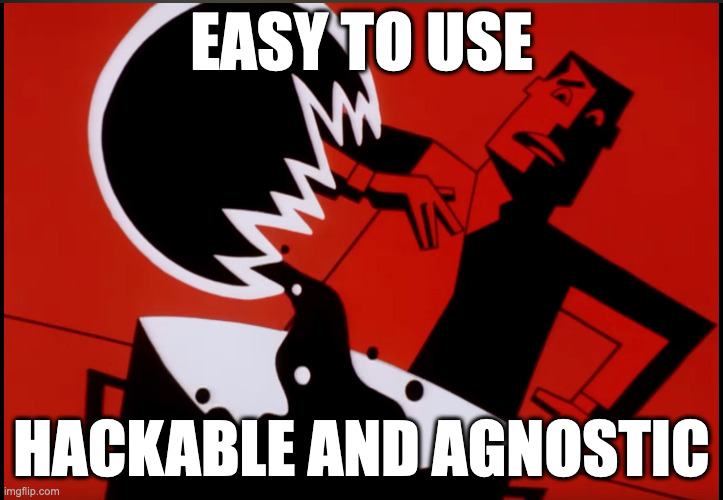 EASY TO USE
HACKABLE AND AGNOSTIC
imgflip.com